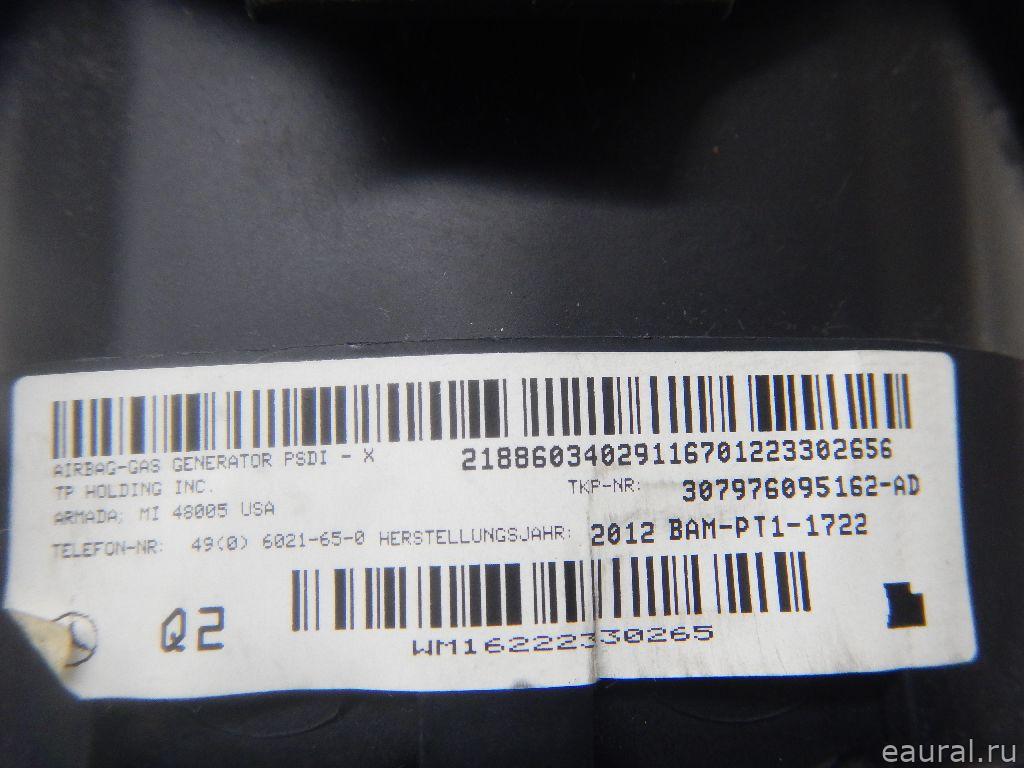 AIRBAG-GAS GENERATOR PSDI - X
21886034029116701223302656
TP HOLDING INC.
TKP-NR: 307976095162-AD
ARMADA, MI 48005 USA
TELEFON-NR: 49(0) 6021-65-0 HERSTELLUNGSJAHR: 2012 BAM-PT1-1722
Q2
WM16222330265
eaural.ru